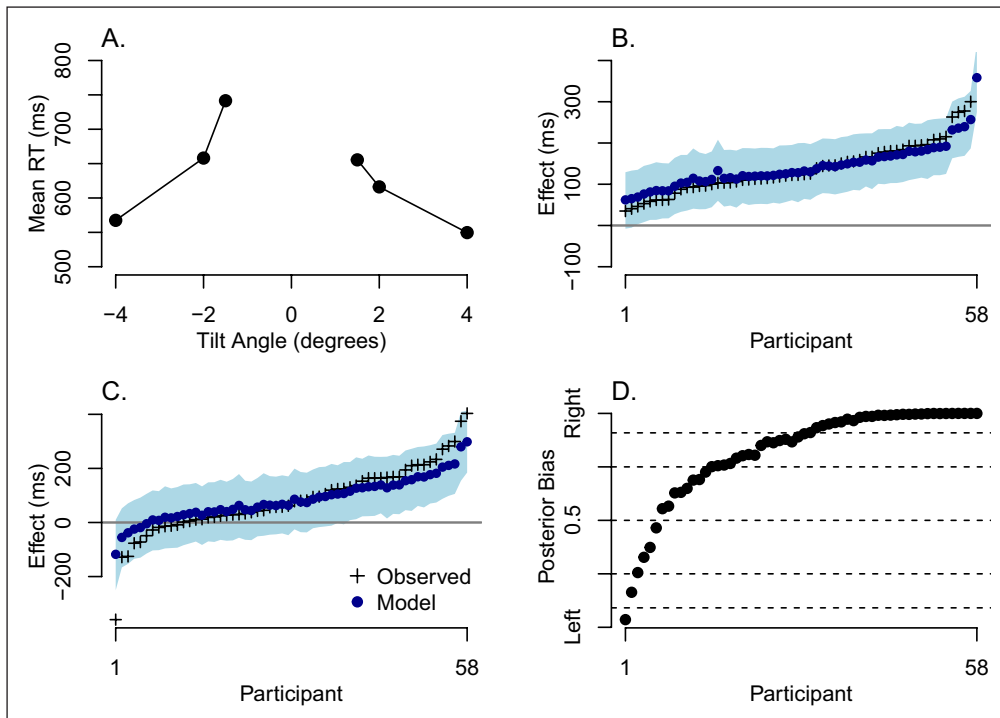 A.
Mean RT (ms)
500
600
700
800
−4
−2
0
2
4
Tilt Angle (degrees)
B.
Effect (ms)
−100
100
300
1
58
Participant
C.
Effect (ms)
−200
0
200
+ Observed
● Model
1
58
Participant
D.
Posterior Bias
Left
0.5
Right
1
58
Participant